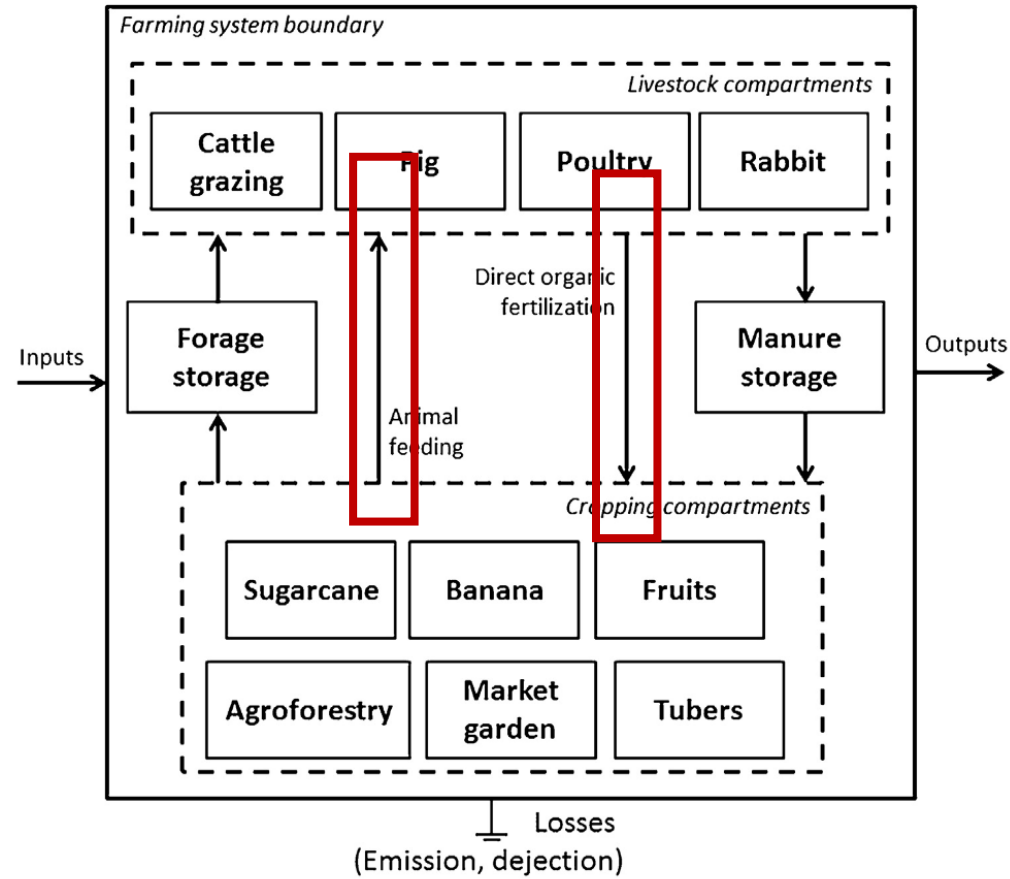 Farming system boundary
Livestock compartments
Cattle
grazing
Pig
Poultry
Rabbit
Direct organic
fertilization
Forage
storage
Manure
storage
Inputs
Outputs
Animal
feeding
Cropping compartments
Sugarcane
Banana
Fruits
Agroforestry
Market
garden
Tubers
Losses
(Emission, dejection)